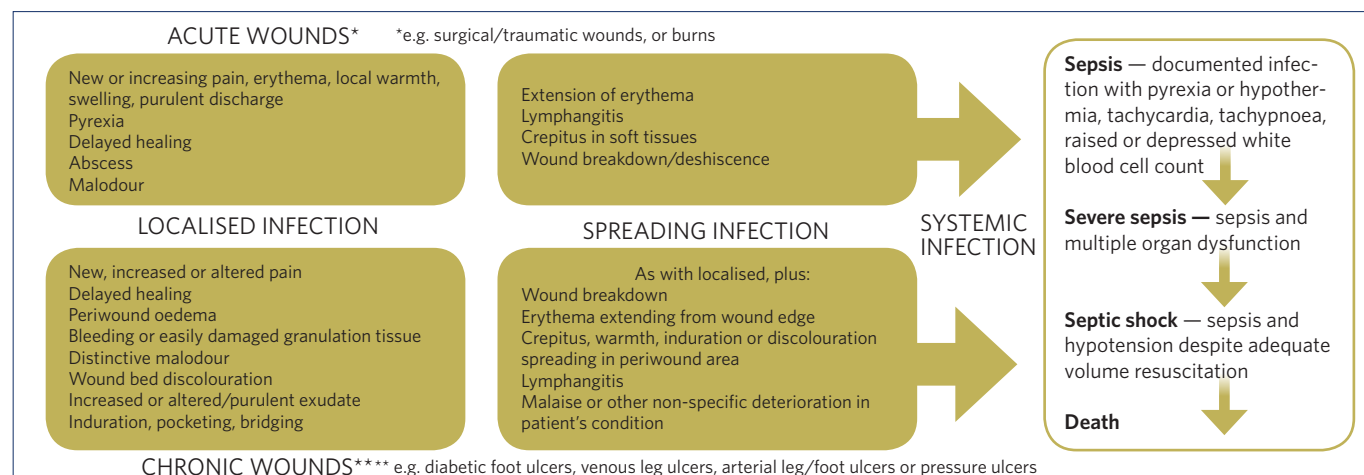 ACUTE WOUNDS* *e.g. surgical/traumatic wounds, or burns
New or increasing pain, erythema, local warmth,
swelling, purulent discharge
Pyrexia
Delayed healing
Abscess
Malodour
Extension of erythema
Lymphangitis
Crepitus in soft tissues
Wound breakdown/deshiscence
LOCALISED INFECTION
SPREADING INFECTION
SYSTEMIC
INFECTION
New, increased or altered pain
Delayed healing
Periwound oedema
Bleeding or easily damaged granulation tissue
Distinctive malodour
Wound bed discolouration
Increased or altered/purulent exudate
Induration, pocketing, bridging
As with localised, plus:
Wound breakdown
Erythema extending from wound edge
Crepitus, warmth, induration or discolouration
spreading in periwound area
Lymphangitis
Malaise or other non-specific deterioration in
patient's condition
Sepsis — documented infec-
tion with pyrexia or hypother-
mia, tachycardia, tachypnoea,
raised or depressed white
blood cell count
Severe sepsis — sepsis and
multiple organ dysfunction
Septic shock — sepsis and
hypotension despite adequate
volume resuscitation
Death
CHRONIC WOUNDS**** e.g. diabetic foot ulcers, venous leg ulcers, arterial leg/foot ulcers or pressure ulcers